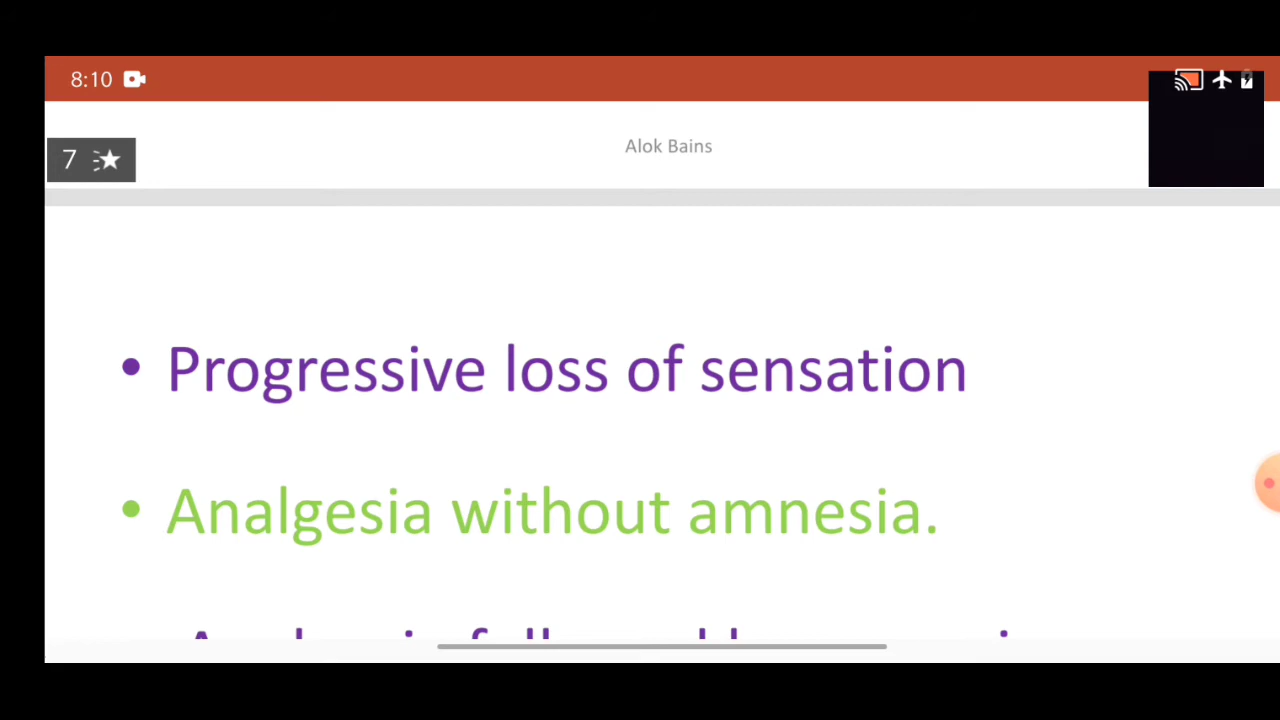 8:10
7
Alok Bains
• Progressive loss of sensation
• Analgesia without amnesia.